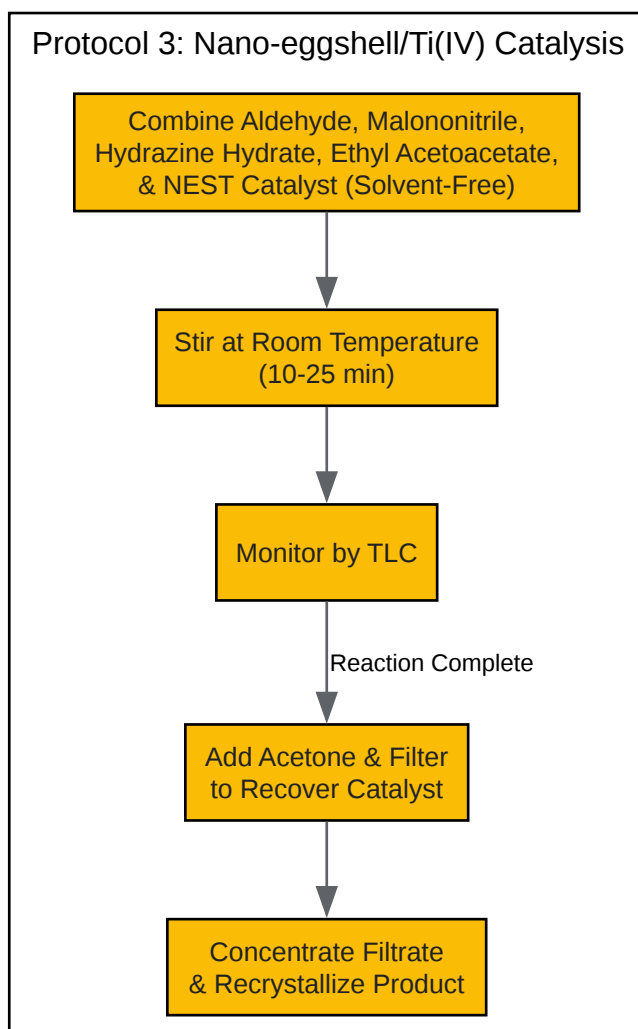 Protocol 3: Nano-eggshell/Ti(IV) Catalysis
Combine Aldehyde, Malononitrile,
Hydrazine Hydrate, Ethyl Acetoacetate,
& NEST Catalyst (Solvent-Free)
Stir at Room Temperature
(10-25 min)
Monitor by TLC
Reaction Complete
Add Acetone & Filter
to Recover Catalyst
Concentrate Filtrate
& Recrystallize Product